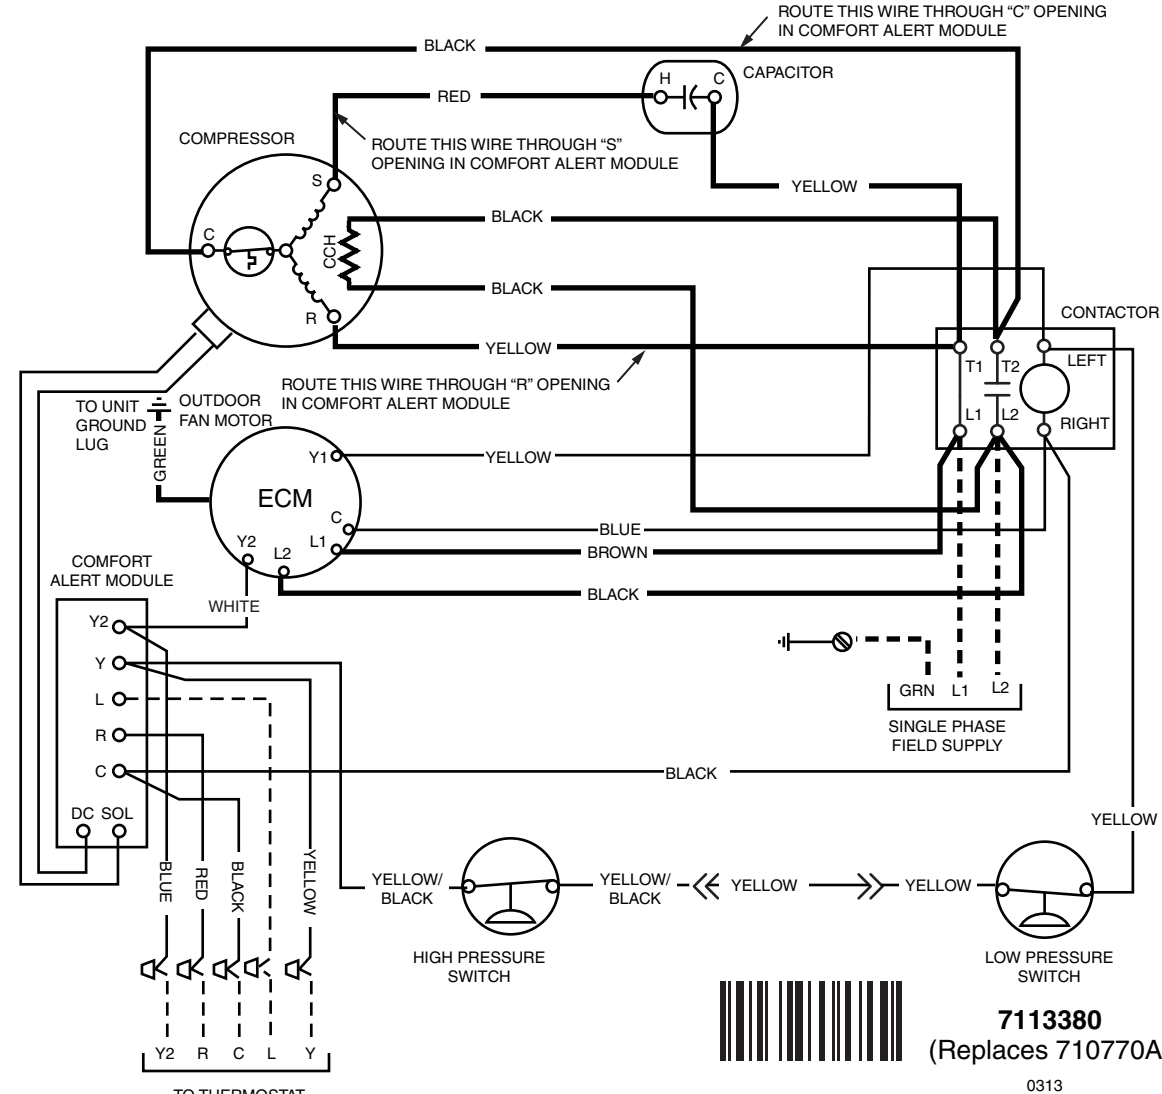 ROUTE THIS WIRE THROUGH “C” OPENING
IN COMFORT ALERT MODULE
BLACK
H
C
CAPACITOR
RED
COMPRESSOR
ROUTE THIS WIRE THROUGH “S”
OPENING IN COMFORT ALERT MODULE
S
YELLOW
BLACK
C
CCH
BLACK
R
CONTACTOR
YELLOW
T1
T2
LEFT
ROUTE THIS WIRE THROUGH “R” OPENING
IN COMFORT ALERT MODULE
TO UNIT
GROUND
LUG
OUTDOOR
FAN MOTOR
L1
L2
RIGHT
GREEN
Y1
YELLOW
ECM
C
BLUE
Y2
L2
L1
BROWN
COMFORT
ALERT MODULE
WHITE
BLACK
Y2
Y
L
R
C
GRN
L1
L2
SINGLE PHASE
FIELD SUPPLY
BLACK
DC
SOL
YELLOW
BLUE
RED
BLACK
YELLOW
YELLOW/
BLACK
YELLOW/
BLACK
YELLOW
YELLOW
HIGH PRESSURE
SWITCH
LOW PRESSURE
SWITCH
7113380
(Replaces 710770A
0313
Y2
R
C
L
Y
TO THERMOSTAT